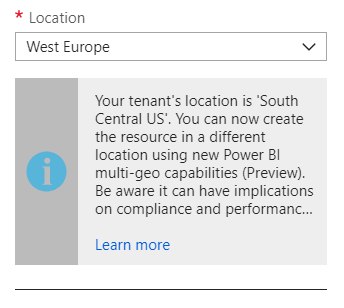 * Location
West Europe
Your tenant's location is 'South
Central US'. You can now create
the resource in a different
location using new Power BI
multi-geo capabilities (Preview).
Be aware it can have implications
on compliance and performanc...
Learn more